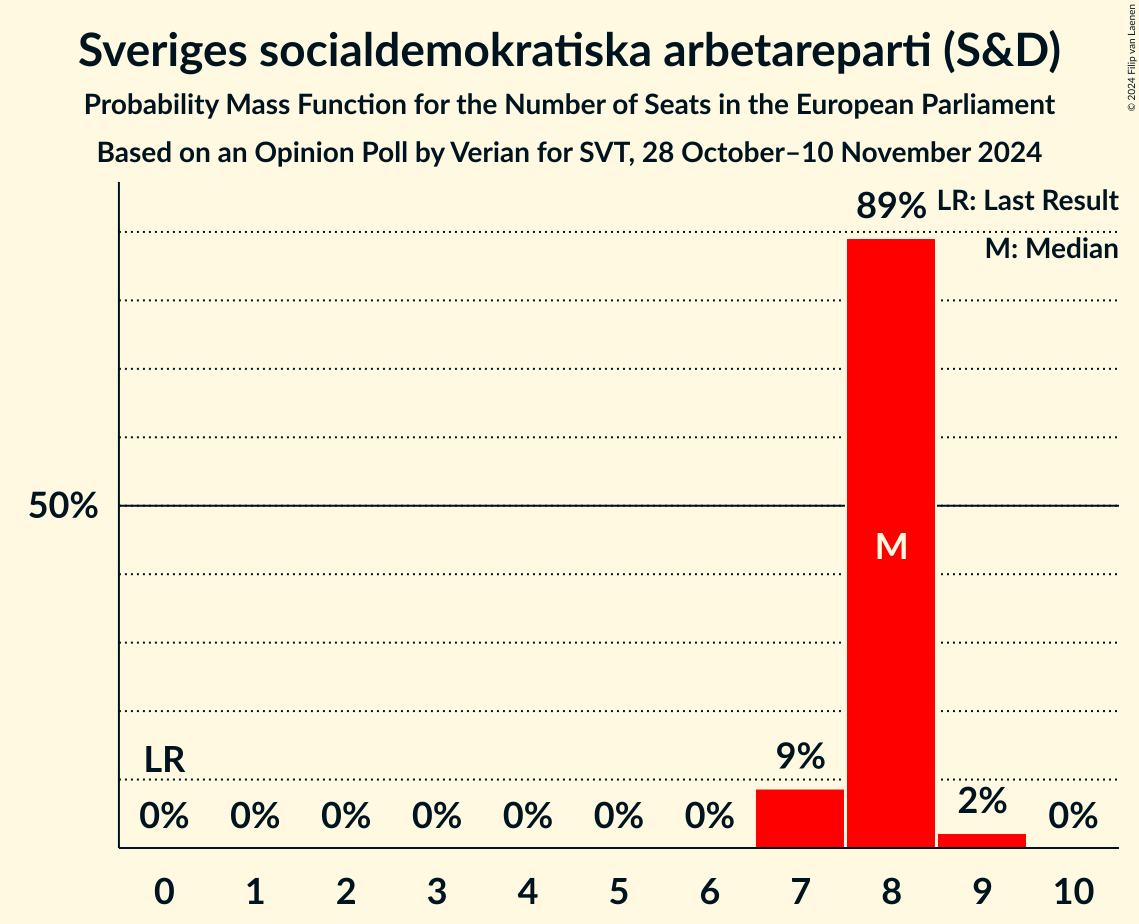 Sveriges socialdemokratiska arbetareparti (S&D)
Probability Mass Function for the Number of Seats in the European Parliament
Based on an Opinion Poll by Verian for SVT, 28 October–10 November 2024
© 2024 Filip van Laenen
LR: Last Result
M: Median
89%
50%
M
LR
9%
2%
0% 0% 0% 0% 0% 0% 0% 0%
0 1 2 3 4 5 6 7 8 9 10